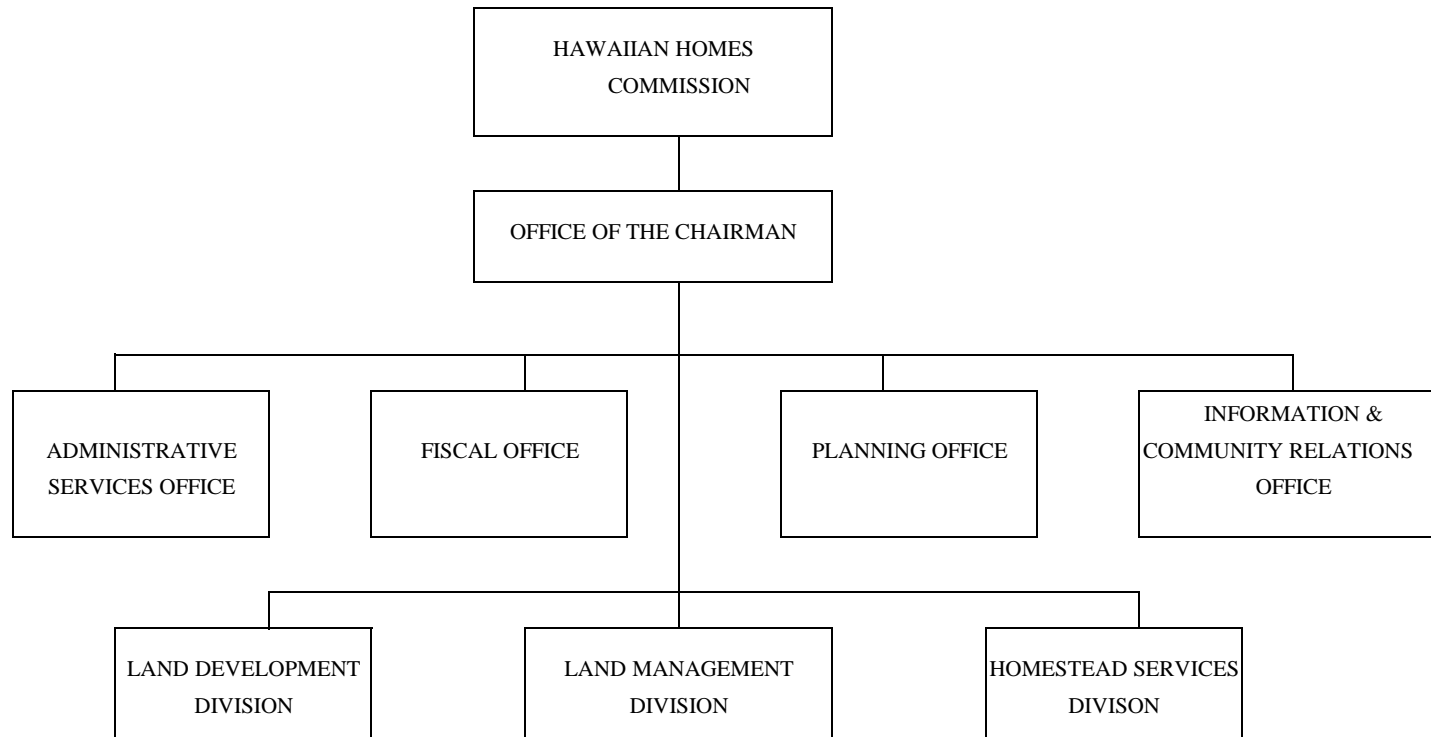 HAWAIIAN HOMES
COMMISSION
OFFICE OF THE CHAIRMAN
ADMINISTRATIVE
SERVICES OFFICE
FISCAL OFFICE
PLANNING OFFICE
INFORMATION &
COMMUNITY RELATIONS
OFFICE
LAND DEVELOPMENT
DIVISION
LAND MANAGEMENT
DIVISION
HOMESTEAD SERVICES
DIVISON